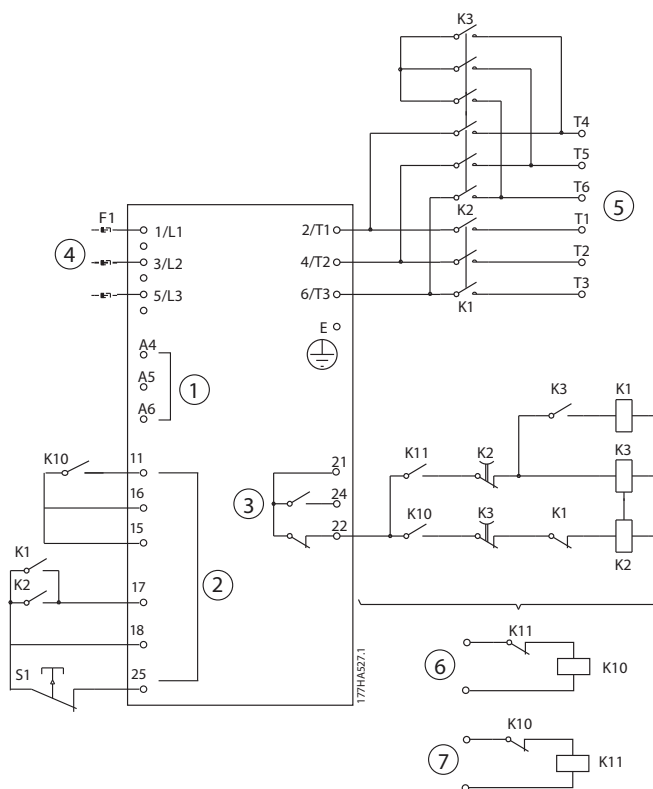 K3
T4
T5
T6
5
K2
T1
T2
T3
K1
F1
4
1/L1
3/L2
5/L3
2/T1
4/T2
6/T3
E
A4
A5
A6
1
K10
11
16
15
K1
K2
17
18
S1
25
2
3
21
24
22
K3
K1
K11
K2
K3
K10
K3
K1
K2
177HA527.1
6
K11
K10
7
K10
K11